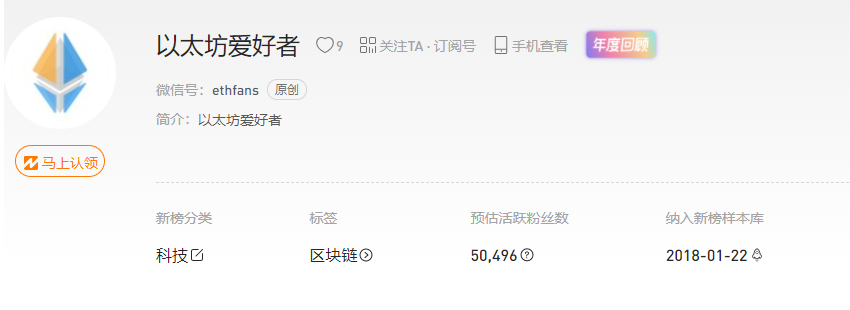 以太坊爱好者 9 关注TA · 订阅号 手机查看 年度回顾
微信号: ethfans 原创
简介: 以太坊爱好者
马上认领
新榜分类 标签 预估活跃粉丝数 纳入新榜样本库
科技 区块链 50,496 2018-01-22